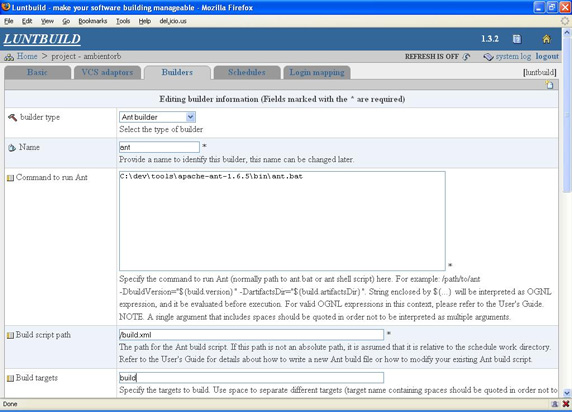 Luntbuild - make your software building manageable - Mozilla Firefox
File Edit View Go Bookmarks Tools Help del.icio.us
LUNTBUILD
1.3.2
Home > project - ambientorb
REFRESH IS OFF system log logout
Basic VCS adaptors Builders Schedules Login mapping [luntbuild]
Editing builder information (Fields marked with the * are required)
builder type Ant builder
Select the type of builder
Name ant *
Provide a name to identify this builder, this name can be changed later.
Command to run Ant C:\dev\tools\apache-ant-1.6.5\bin\ant.bat
*
Specify the command to run Ant (normally path to ant.bat or ant shell script) here. For example: /path/to/ant
-DbuildVersion="${build.version}" -DartifactsDir="${build.artifactsDir}". String enclosed by ${...} will be interpreted as OGNL
expression, and it be evaluated before execution. For valid OGNL expressions in this context, please refer to the User's Guide.
NOTE. A single argument that includes spaces should be quoted in order not to be interpreted as multiple arguments.
Build script path /build.xml *
The path for the Ant build script. If this path is not an absolute path, it is assumed that it is relative to the schedule work directory.
Refer to the User's Guide for details about how to write a new Ant build file or how to modify your existing Ant build script.
Build targets build
Specify the targets to build. Use space to separate different targets (target name containing spaces should be quoted in order not to
Done